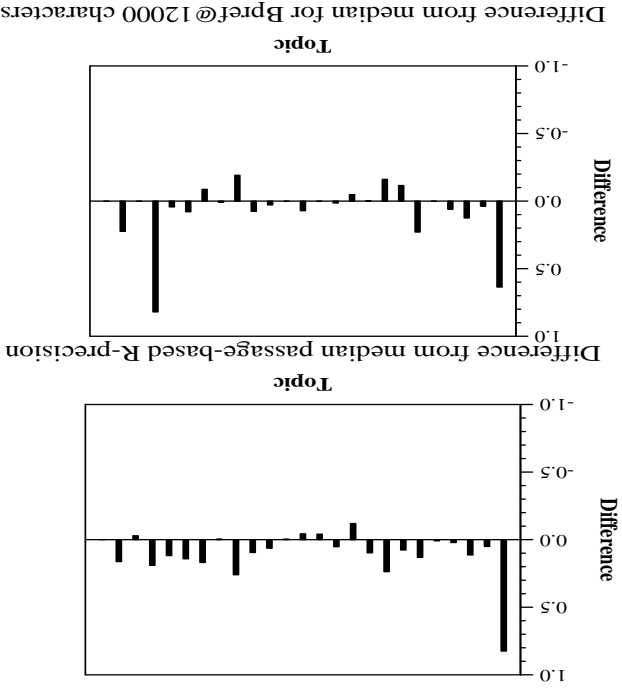 1.0
0.5
0.0
-0.5
-1.0
Difference
Topic
Difference from median passage-based R-precision
1.0
0.5
0.0
-0.5
-1.0
Difference
Topic
Difference from median for Bpref@12000 characters